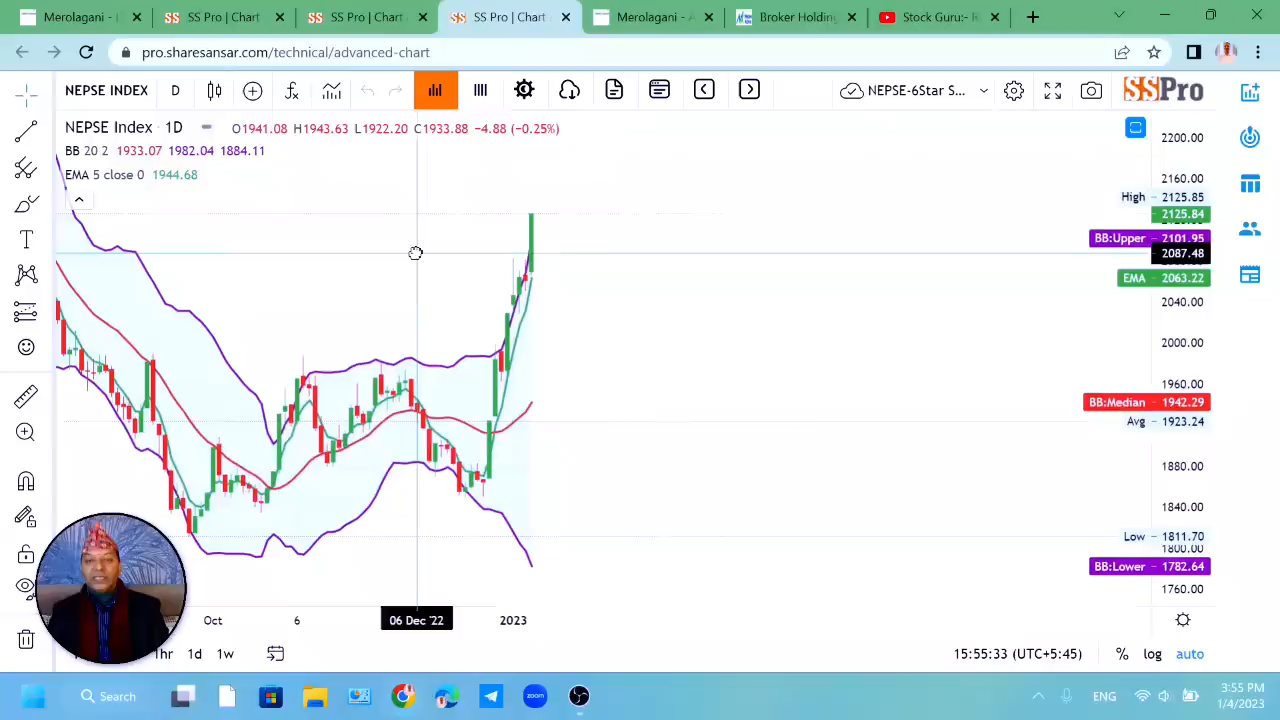 Merolagani - 
SS Pro | Chart 
SS Pro | Chart 
SS Pro | Chart 
Merolagani - A
Broker Holding
Stock Guru:- R
pro.sharesansar.com/technical/advanced-chart
NEPSE INDEX D
NEPSE-6Star S...
SSPro
NEPSE Index · 1D O1941.08 H1943.63 L1922.20 C1933.88 −4.88 (−0.25%)
BB 20 2 1933.07 1982.04 1884.11
EMA 5 close 0 1944.68
2200.00
2160.00
High 2125.85
2125.84
BB:Upper 2101.95
2087.48
EMA 2063.22
2040.00
2000.00
1960.00
BB:Median 1942.29
Avg 1923.24
1880.00
1840.00
Low 1811.70
1800.00
BB:Lower 1782.64
1760.00
Oct 6 06 Dec '22 2023
1hr 1d 1w
15:55:33 (UTC+5:45) % log auto
Search
zoom
ENG
3:55 PM
1/4/2023